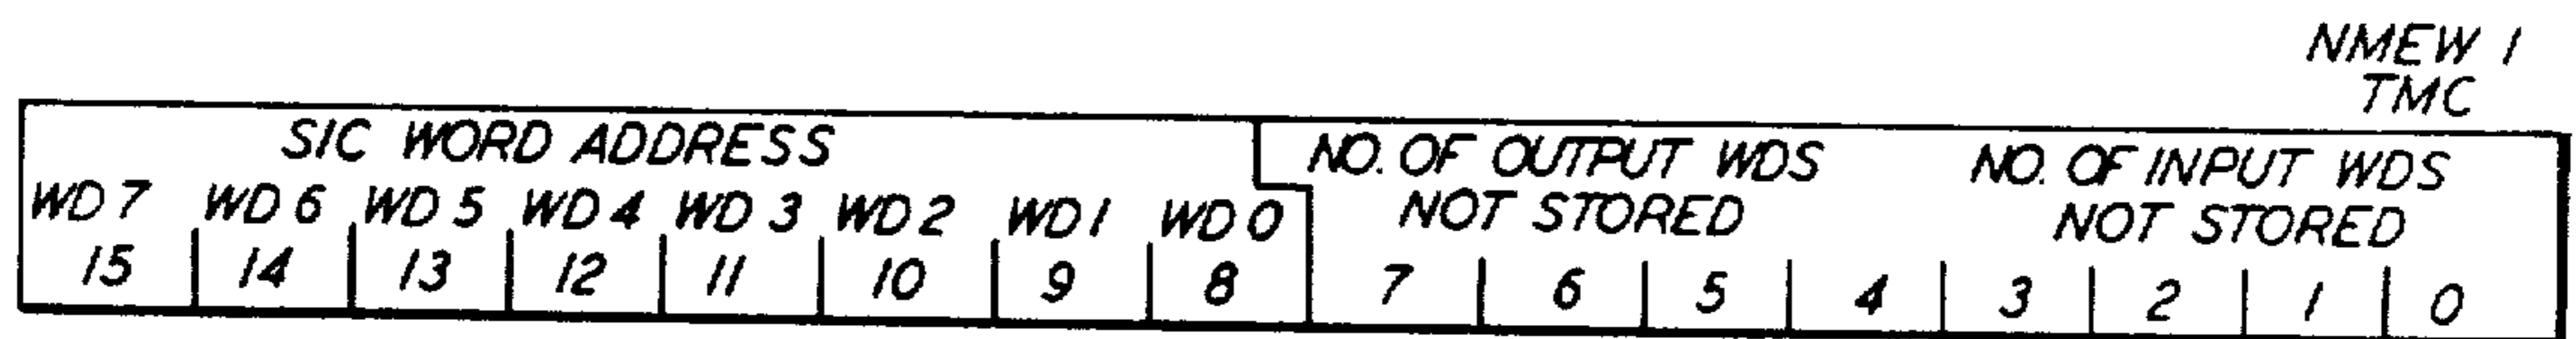 NMEW 1
TMC
SIC WORD ADDRESS
NO. OF OUTPUT WDS NO. OF INPUT WDS
WD 7 WD 6 WD 5 WD 4 WD 3 WD 2 WD 1 WD 0 NOT STORED NOT STORED
15 14 13 12 11 10 9 8 7 6 5 4 3 2 1 0